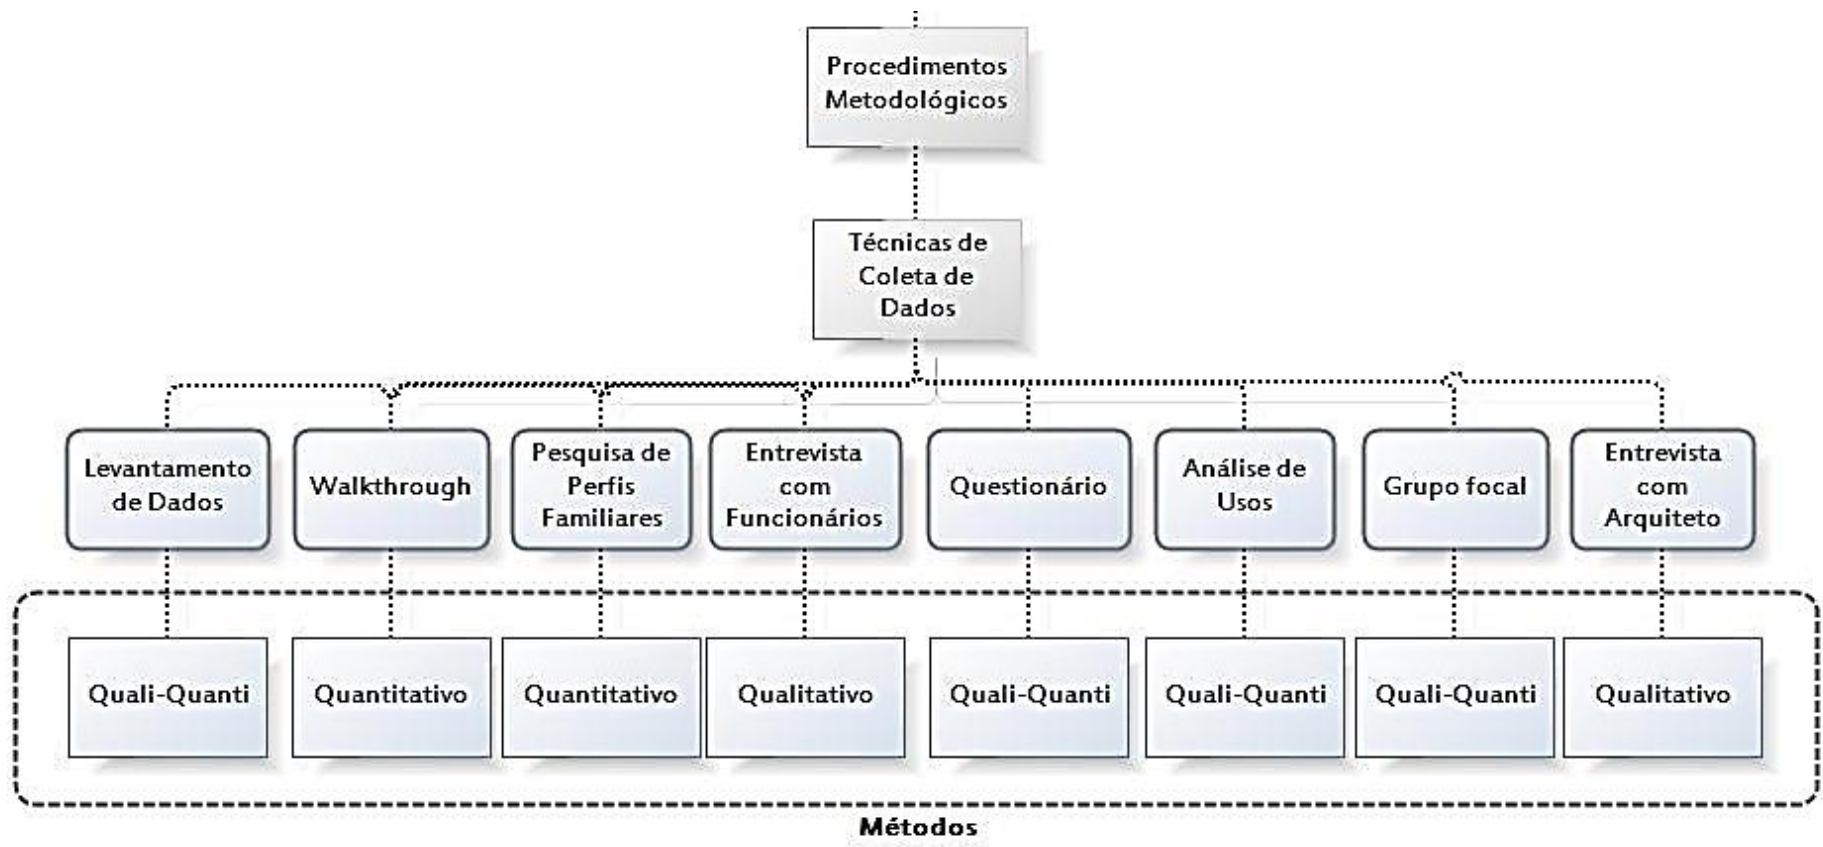 Procedimentos
Metodológicos
Técnicas de
Coleta de
Dados
Levantamento
de Dados
Walkthrough
Pesquisa de
Perfis
Familiares
Entrevista
com
Funcionários
Questionário
Análise de
Usos
Grupo focal
Entrevista
com
Arquiteto
Quali-Quanti
Quantitativo
Quantitativo
Qualitativo
Quali-Quanti
Quali-Quanti
Quali-Quanti
Qualitativo
Métodos